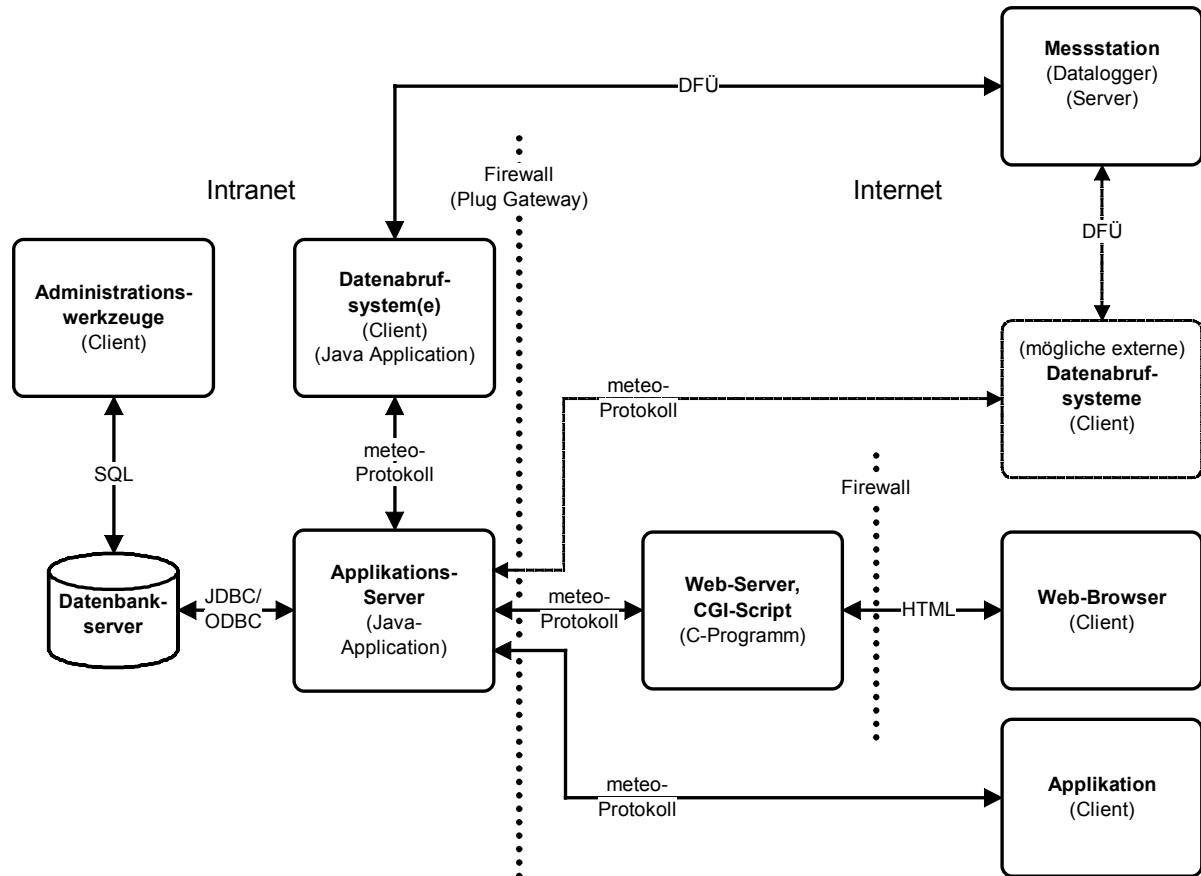 Messstation
(Datalogger)
(Server)
DFÜ
Firewall
(Plug Gateway)
Intranet
Internet
DFÜ
Administrations-
werkzeuge
(Client)
Datenabruf-
system(e)
(Client)
(Java Application)
(mögliche externe)
Datenabruf-
systeme
(Client)
meteo-
Protokoll
meteo-
Protokoll
SQL
Firewall
Datenbank-
server
JDBC/
ODBC
Applikations-
Server
(Java-
Application)
meteo-
Protokoll
Web-Server,
CGI-Script
(C-Programm)
HTML
Web-Browser
(Client)
meteo-
Protokoll
Applikation
(Client)